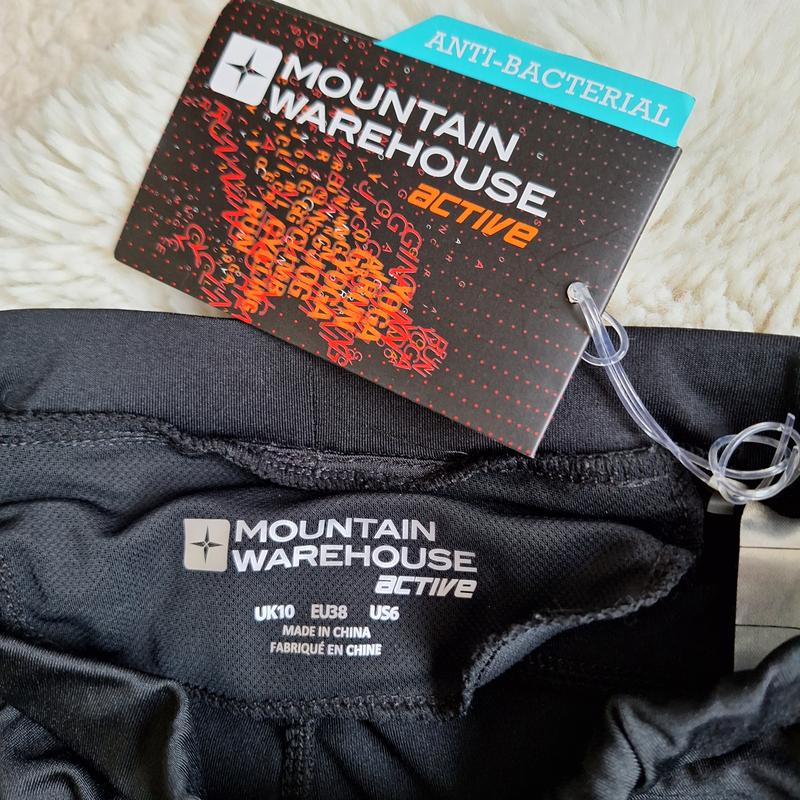 ANTI-BACTERIAL
MOUNTAIN
WAREHOUSE
active
MOUNTAIN
WAREHOUSE
active
UK10 EU38 US6
MADE IN CHINA
FABRIQUÉ EN CHINE